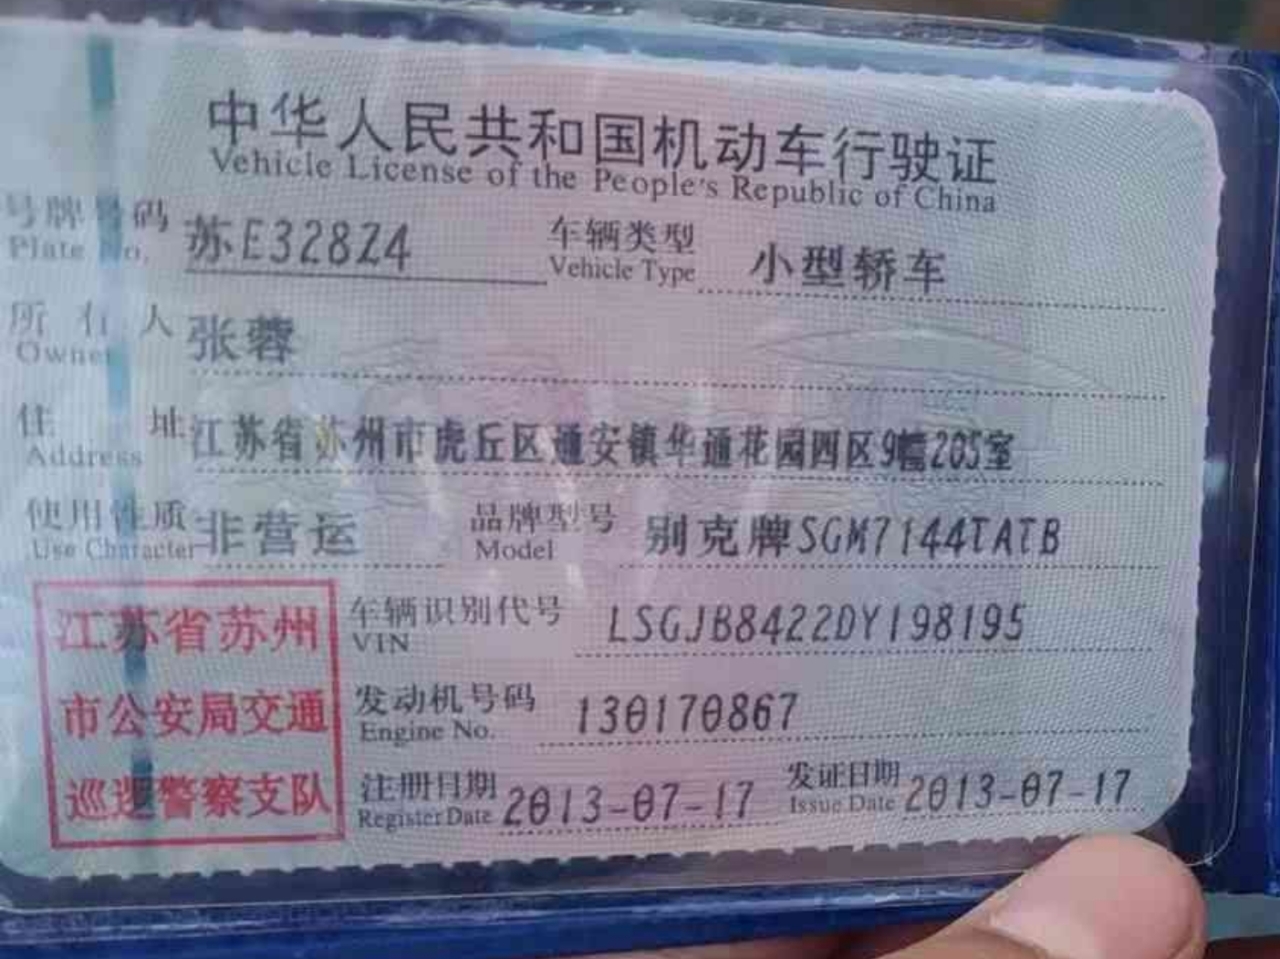 中华人民共和国机动车行驶证
Vehicle License of the People's Republic of China
号牌号码 苏E328Z4 车辆类型 小型轿车
Plate No. Vehicle Type
所有人 张蓉
Owner
住址 江苏省苏州市虎丘区通安镇华通花园四区9幢205室
Address
使用性质 非营运 品牌型号 别克牌SGM7144TATB
Use Character Model
江苏省苏州
市公安局交通
巡逻警察支队
车辆识别代号 LSGJB8422DY198195
VIN
发动机号码 130170867
Engine No.
注册日期 2013-07-17 发证日期 2013-07-17
Register Date Issue Date